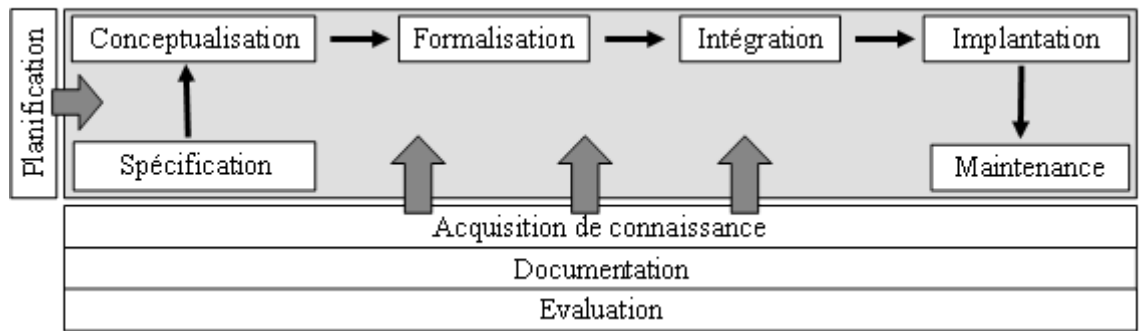 Planification
Conceptualisation
Formalisation
Intégration
Implantation
Spécification
Maintenance
Acquisition de connaissance
Documentation
Evaluation